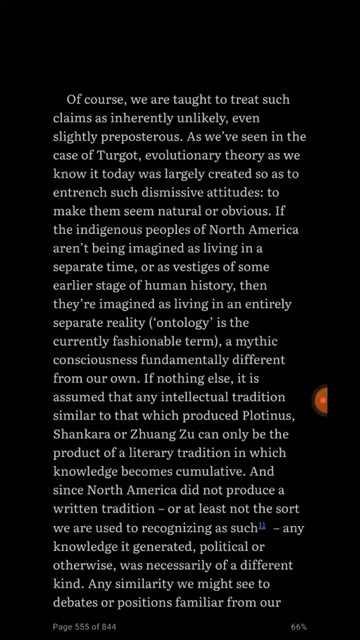 Of course, we are taught to treat such
claims as inherently unlikely, even
slightly preposterous. As we’ve seen in the
case of Turgot, evolutionary theory as we
know it today was largely created so as to
entrench such dismissive attitudes: to
make them seem natural or obvious. If
the indigenous peoples of North America
aren’t being imagined as living in a
separate time, or as vestiges of some
earlier stage of human history, then
they’re imagined as living in an entirely
separate reality (‘ontology’ is the
currently fashionable term), a mythic
consciousness fundamentally different
from our own. If nothing else, it is
assumed that any intellectual tradition
similar to that which produced Plotinus,
Shankara or Zhuang Zu can only be the
product of a literary tradition in which
knowledge becomes cumulative. And
since North America did not produce a
written tradition – or at least not the sort
we are used to recognizing as such11 – any
knowledge it generated, political or
otherwise, was necessarily of a different
kind. Any similarity we might see to
debates or positions familiar from our
Page 555 of 844 66%